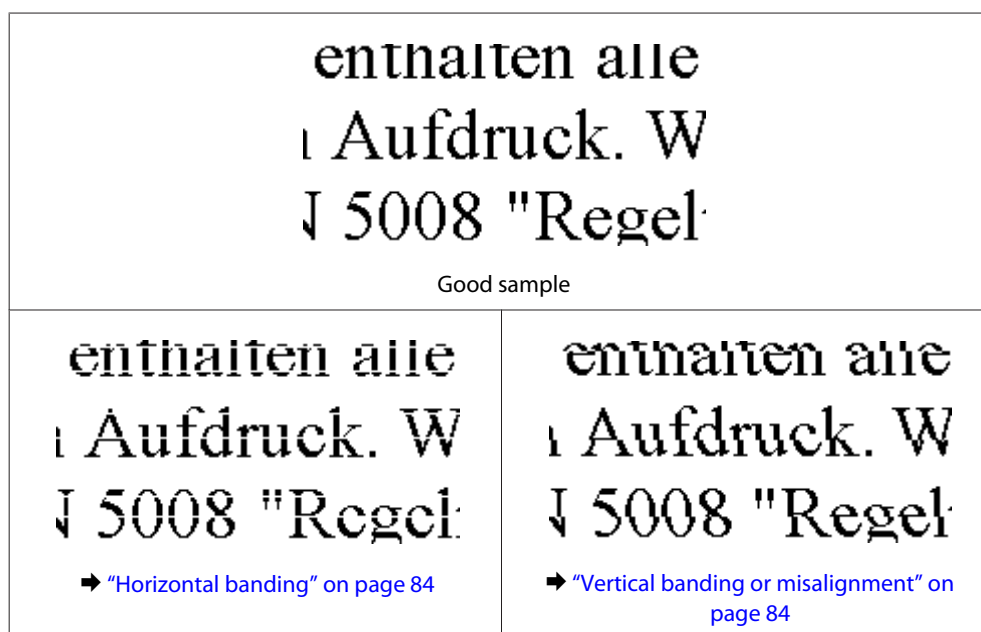 enthalten alle
Aufdruck. W
5008 "Regel
Good sample
enthalten alle
Aufdruck. W
5008 "Regel
➡ “Horizontal banding” on page 84
enthalten alle
Aufdruck. W
5008 "Regel
➡ “Vertical banding or misalignment” on
page 84